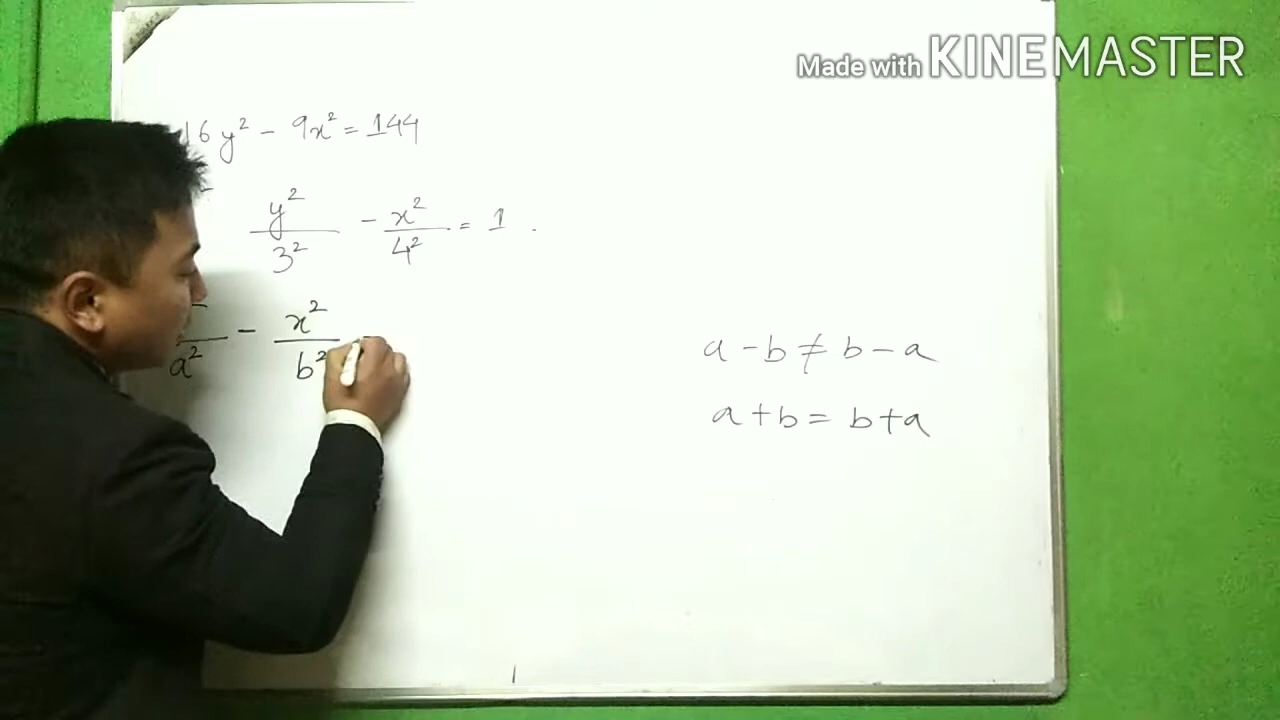 Made with KINEMASTER
16y² - 9x² = 144
y²/3² - x²/4² = 1 .
/a² - x²/b²
a - b ≠ b - a
a + b = b + a